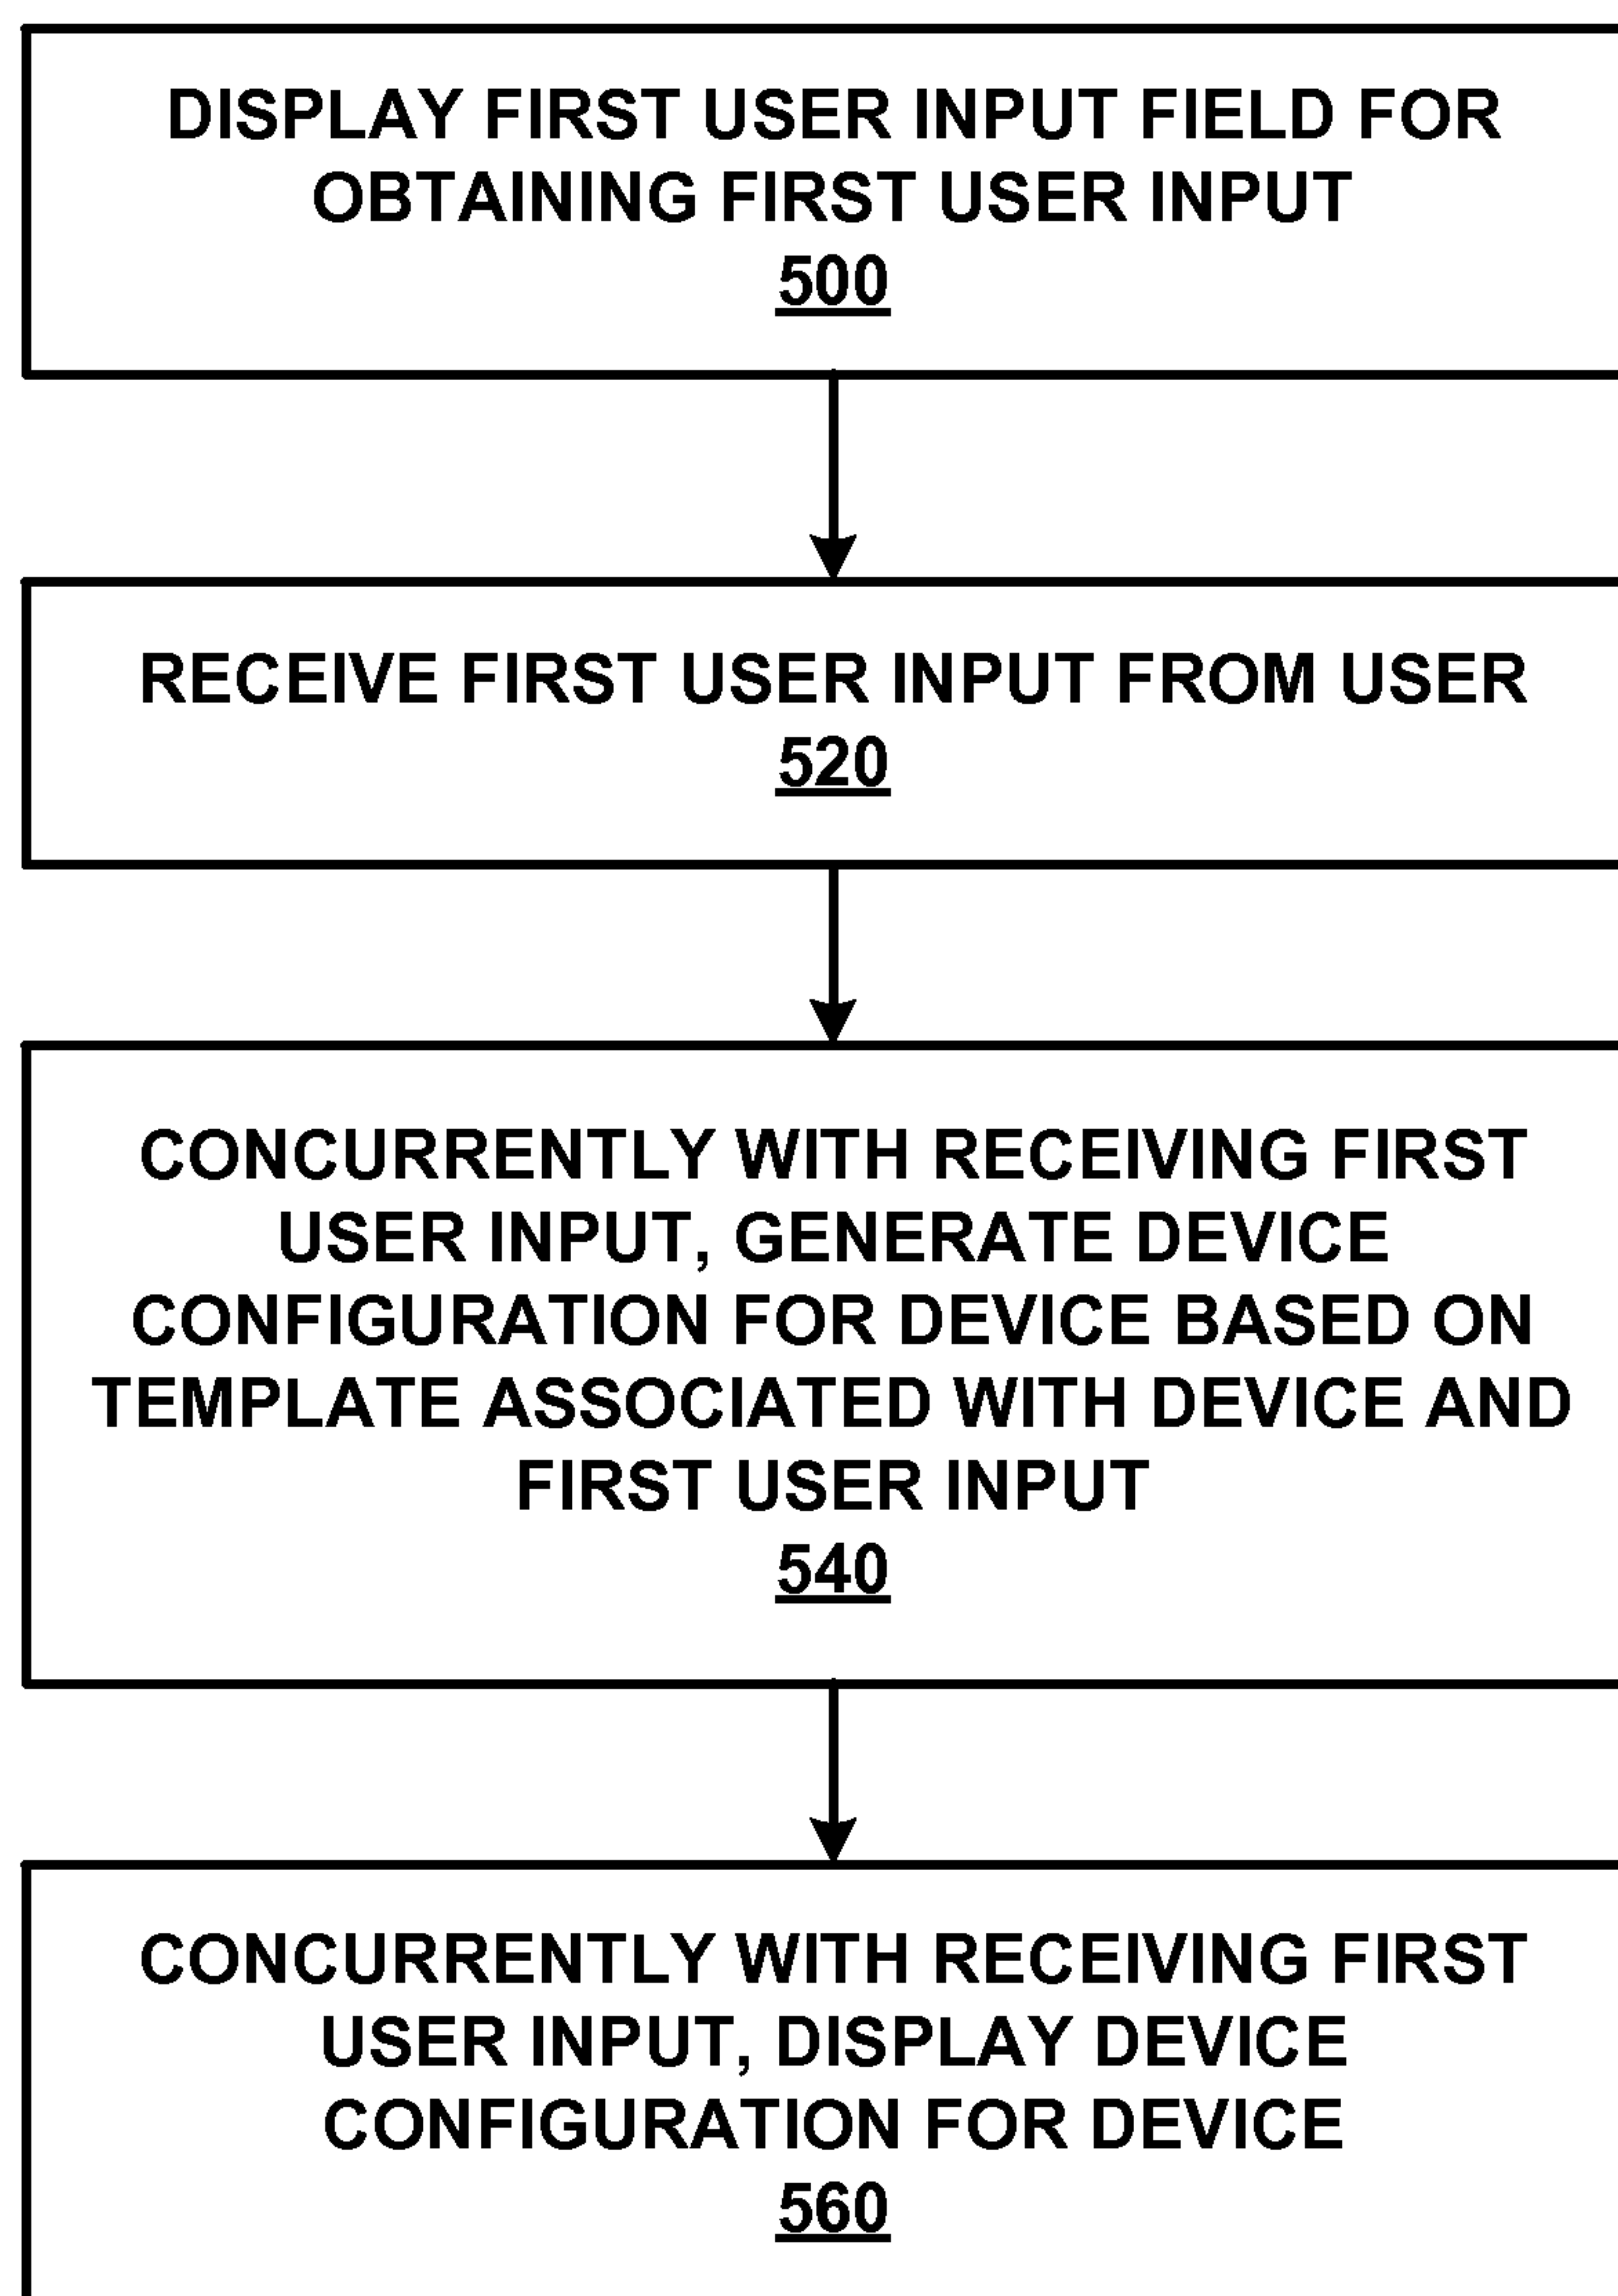 DISPLAY FIRST USER INPUT FIELD FOR
OBTAINING FIRST USER INPUT
500
RECEIVE FIRST USER INPUT FROM USER
520
CONCURRENTLY WITH RECEIVING FIRST
USER INPUT, GENERATE DEVICE
CONFIGURATION FOR DEVICE BASED ON
TEMPLATE ASSOCIATED WITH DEVICE AND
FIRST USER INPUT
540
CONCURRENTLY WITH RECEIVING FIRST
USER INPUT, DISPLAY DEVICE
CONFIGURATION FOR DEVICE
560